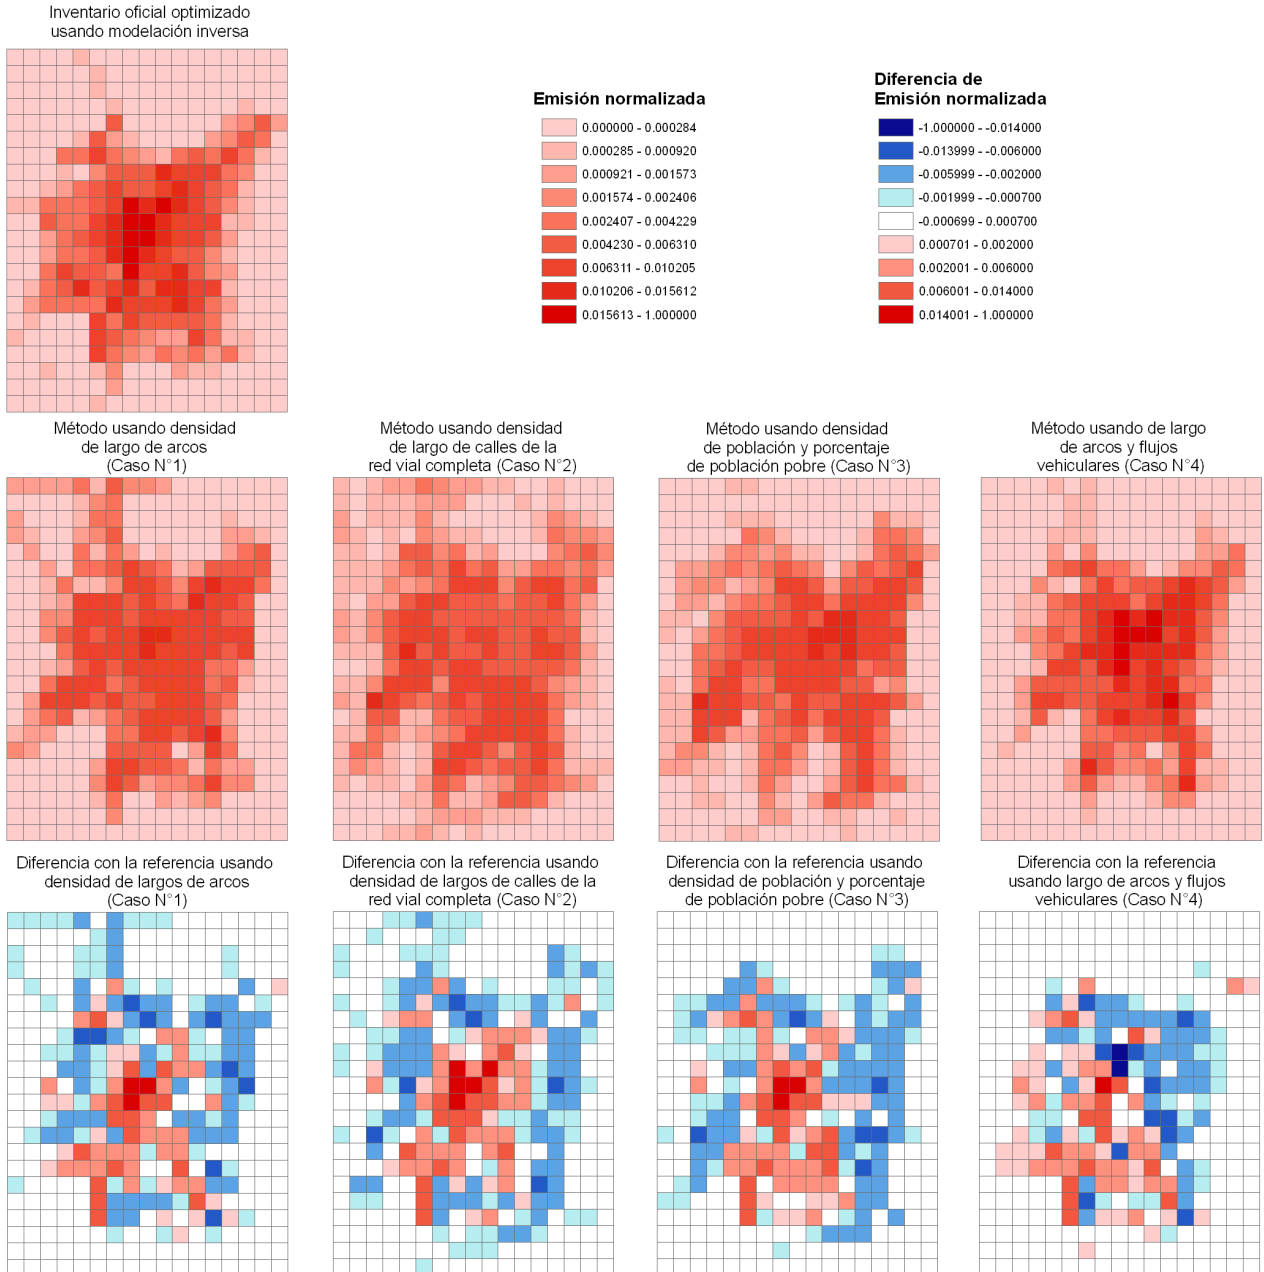 Inventario oficial optimizado
usando modelación inversa
Emisión normalizada
0.000000 - 0.000284
0.000285 - 0.000920
0.000921 - 0.001573
0.001574 - 0.002406
0.002407 - 0.004229
0.004230 - 0.006310
0.006311 - 0.010205
0.010206 - 0.015612
0.015613 - 1.000000
Diferencia de
Emisión normalizada
-1.000000 - -0.014000
-0.013999 - -0.006000
-0.005999 - -0.002000
-0.001999 - -0.000700
-0.000699 - 0.000700
0.000701 - 0.002000
0.002001 - 0.006000
0.006001 - 0.014000
0.014001 - 1.000000
Método usando densidad
de largo de arcos
(Caso N°1)
Método usando densidad
de largo de calles de la
red vial completa (Caso N°2)
Método usando densidad
de población y porcentaje
de población pobre (Caso N°3)
Método usando de largo
de arcos y flujos
vehiculares (Caso N°4)
Diferencia con la referencia usando
densidad de largos de arcos
(Caso N°1)
Diferencia con la referencia usando
densidad de largos de calles de la
red vial completa (Caso N°2)
Diferencia con la referencia usando
densidad de población y porcentaje
de población pobre (Caso N°3)
Diferencia con la referencia
usando largo de arcos y flujos
vehiculares (Caso N°4)